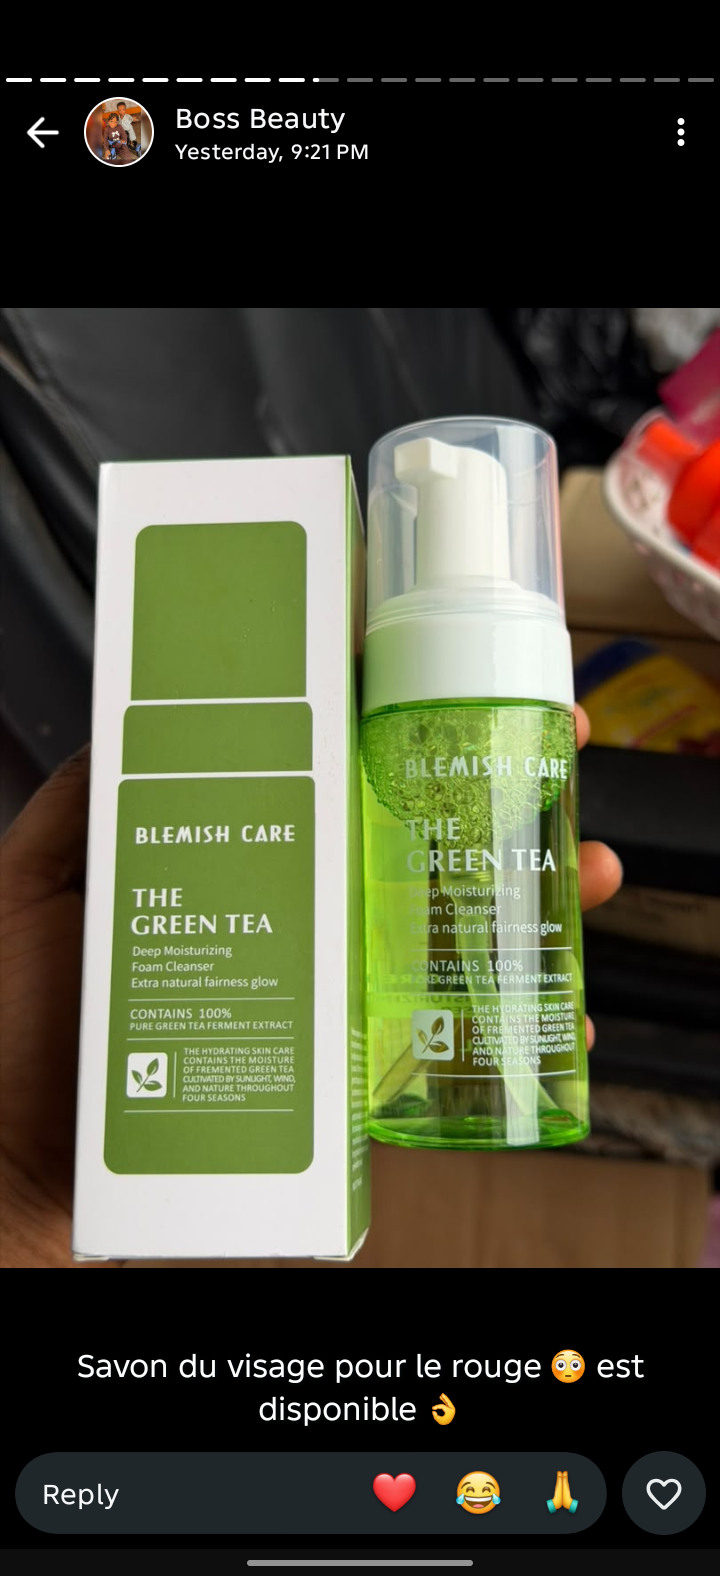 Boss Beauty
Yesterday, 9:21 PM
BLEMISH CARE
THE
GREEN TEA
Deep Moisturizing
Foam Cleanser
Extra natural fairness glow
CONTAINS 100%
PURE GREEN TEA FERMENT EXTRACT
THE HYDRATING SKIN CARE
CONTAINS THE MOISTURE
OF FREMENTED GREEN TEA
CULTIVATED BY SUNLIGHT, WIND,
AND NATURE THROUGHOUT
FOUR SEASONS
BLEMISH CARE
THE
GREEN TEA
Deep Moisturizing
Foam Cleanser
Extra natural fairness glow
CONTAINS 100%
PURE GREEN TEA FERMENT EXTRACT
THE HYDRATING SKIN CARE
CONTAINS THE MOISTURE
OF FREMENTED GREEN TEA
CULTIVATED BY SUNLIGHT, WIND,
AND NATURE THROUGHOUT
FOUR SEASONS
Savon du visage pour le rouge 😳 est
disponible 👌
Reply